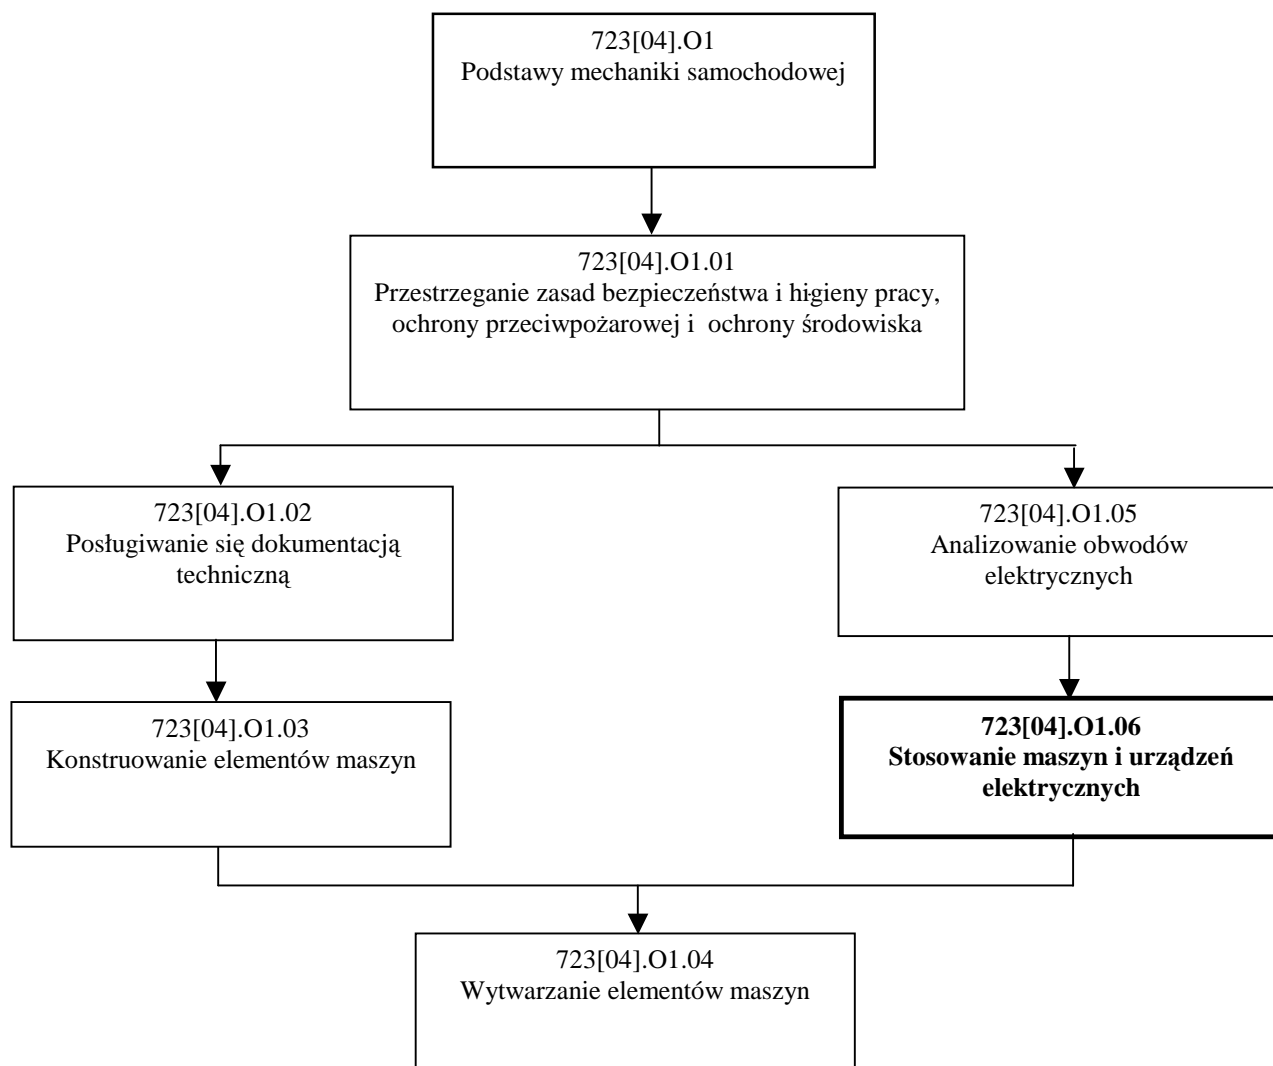 723[04].O1
Podstawy mechaniki samochodowej
723[04].O1.01
Przestrzeganie zasad bezpieczeństwa i higieny pracy,
ochrony przeciwpożarowej i ochrony środowiska
723[04].O1.02
Posługiwanie się dokumentacją
techniczną
723[04].O1.05
Analizowanie obwodów
elektrycznych
723[04].O1.03
Konstruowanie elementów maszyn
723[04].O1.06
Stosowanie maszyn i urządzeń
elektrycznych
723[04].O1.04
Wytwarzanie elementów maszyn